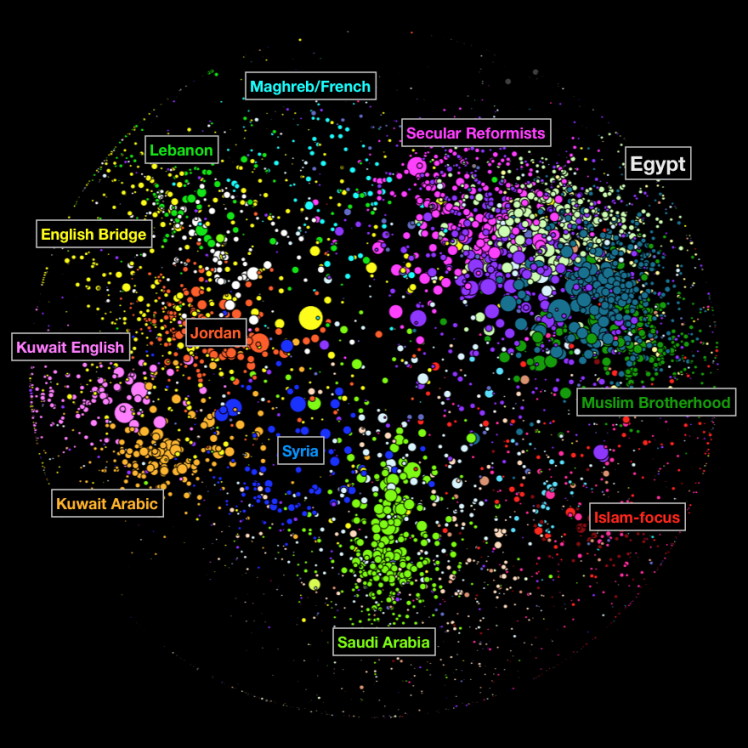 Maghreb/French
Secular Reformists
Lebanon
Egypt
English Bridge
Jordan
Kuwait English
Muslim Brotherhood
Syria
Kuwait Arabic
Islam-focus
Saudi Arabia